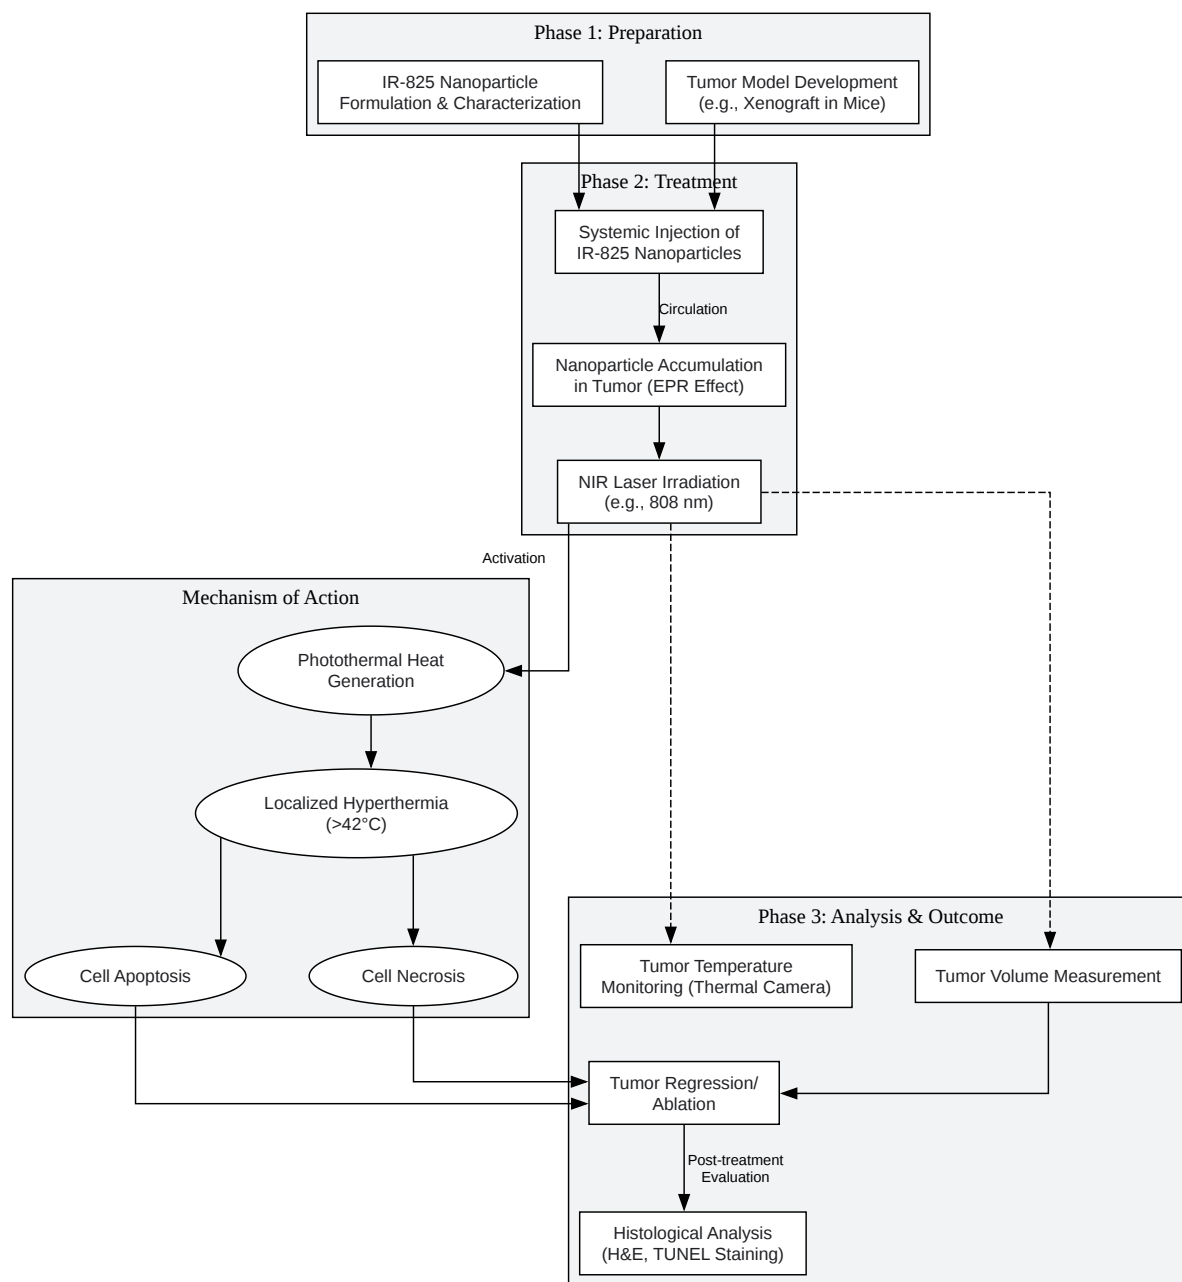 Phase 1: Preparation
IR-825 Nanoparticle
Formulation & Characterization
Tumor Model Development
(e.g., Xenograft in Mice)
Phase 2: Treatment
Systemic Injection of
IR-825 Nanoparticles
Circulation
Nanoparticle Accumulation
in Tumor (EPR Effect)
NIR Laser Irradiation
(e.g., 808 nm)
Activation
Mechanism of Action
Photothermal Heat
Generation
Localized Hyperthermia
(>42°C)
Cell Apoptosis
Cell Necrosis
Phase 3: Analysis & Outcome
Tumor Temperature
Monitoring (Thermal Camera)
Tumor Volume Measurement
Tumor Regression/
Ablation
Post-treatment
Evaluation
Histological Analysis
(H&E, TUNEL Staining)